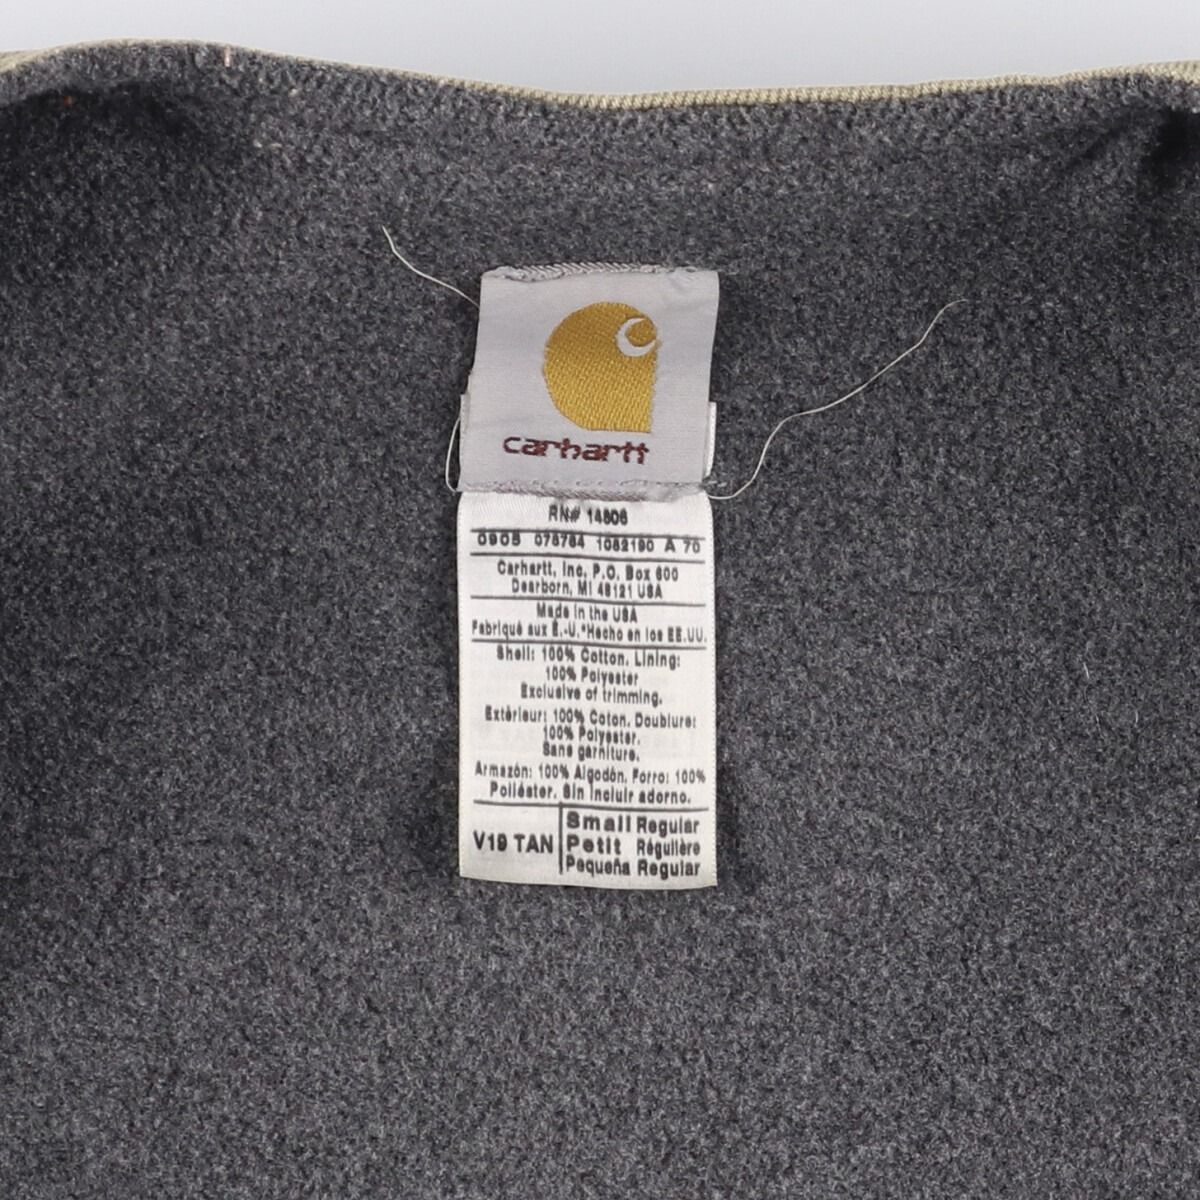 carhartt
RN# 14806
0905 078784 1082190 A 70
Carhartt, Inc. P.O. Box 600
Dearborn, MI 48121 USA
Made in the USA
Fabriqué aux É.-U.*Hecho en los EE.UU.
Shell: 100% Cotton. Lining:
100% Polyester
Exclusive of trimming.
Extérieur: 100% Coton. Doublure:
100% Polyester.
Sans garniture.
Armazón: 100% Algodón. Forro: 100%
Poliéster. Sin incluir adorno.
V19 TAN
Small Regular
Petit Régulière
Pequeña Regular